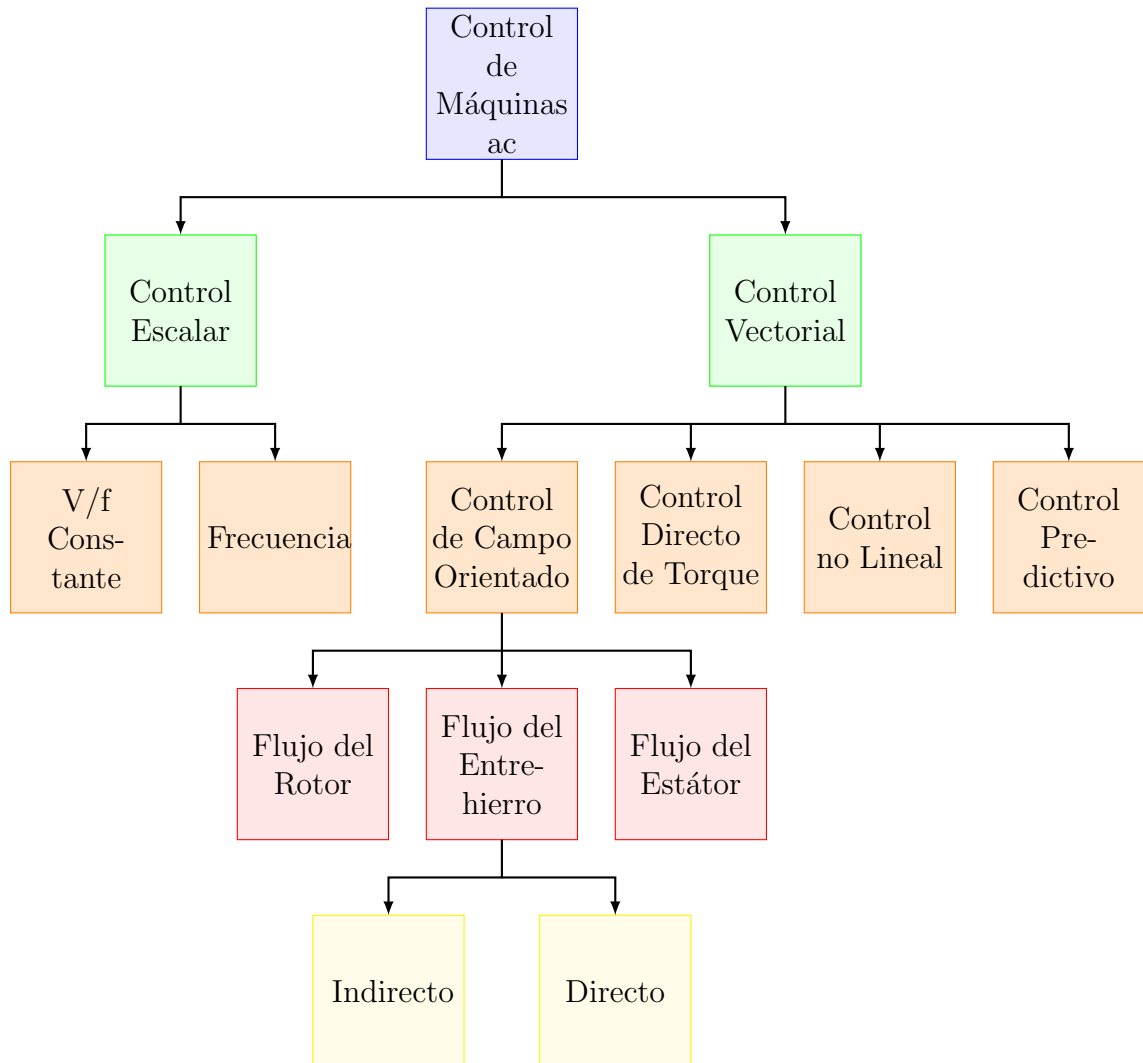 Control
de
Máquinas
ac
Control
Escalar
Control
Vectorial
V/f
Cons-
tante
Frecuencia
Control
de Campo
Orientado
Control
Directo
de Torque
Control
no Lineal
Control
Pre-
dictivo
Flujo del
Rotor
Flujo del
Entre-
hierro
Flujo del
Estátor
Indirecto
Directo